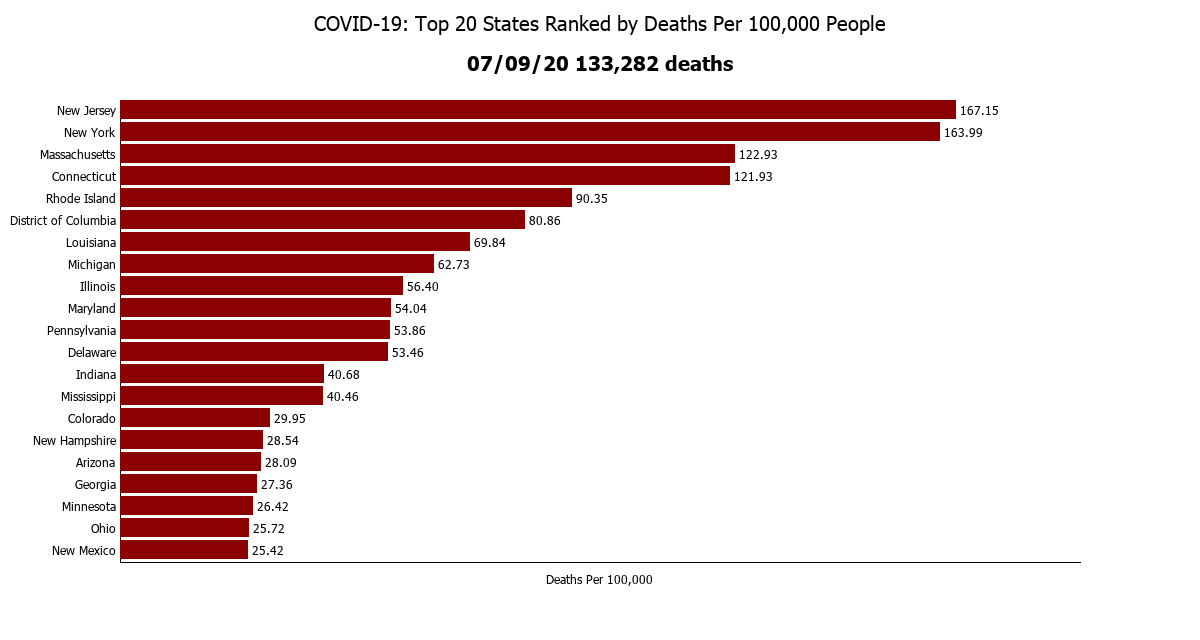 COVID-19: Top 20 States Ranked by Deaths Per 100,000 People
07/09/20 133,282 deaths
New Jersey 167.15
New York 163.99
Massachusetts 122.93
Connecticut 121.93
Rhode Island 90.35
District of Columbia 80.86
Louisiana 69.84
Michigan 62.73
Illinois 56.40
Maryland 54.04
Pennsylvania 53.86
Delaware 53.46
Indiana 40.68
Mississippi 40.46
Colorado 29.95
New Hampshire 28.54
Arizona 28.09
Georgia 27.36
Minnesota 26.42
Ohio 25.72
New Mexico 25.42
Deaths Per 100,000